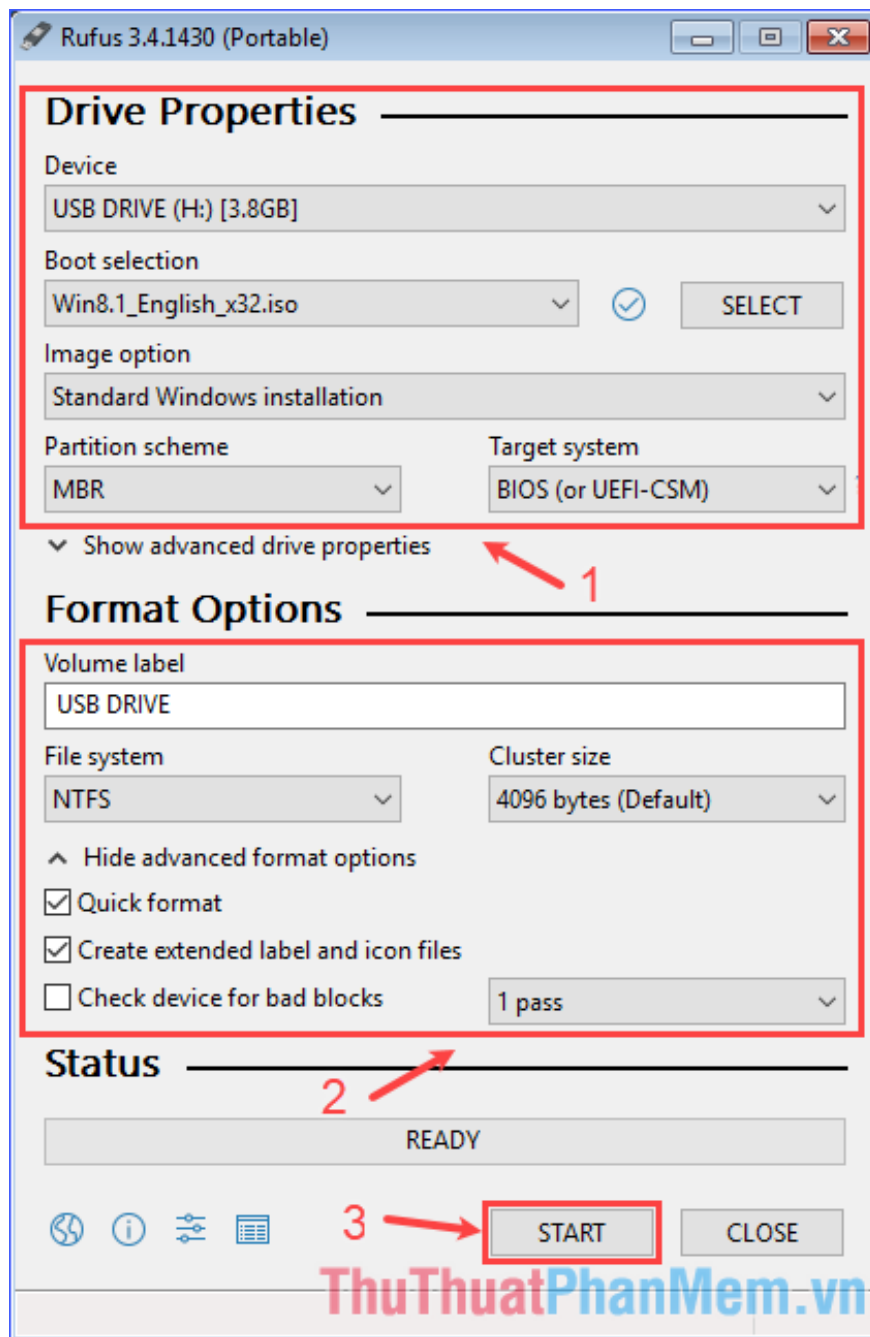 Rufus 3.4.1430 (Portable)
Drive Properties
Device
USB DRIVE (H:) [3.8GB]
Boot selection
Win8.1_English_x32.iso
SELECT
Image option
Standard Windows installation
Partition scheme Target system
MBR BIOS (or UEFI-CSM)
Show advanced drive properties
1
Format Options
Volume label
USB DRIVE
File system Cluster size
NTFS 4096 bytes (Default)
Hide advanced format options
Quick format
Create extended label and icon files
Check device for bad blocks 1 pass
Status
2
READY
3 START CLOSE
ThuThuatPhanMem.vn